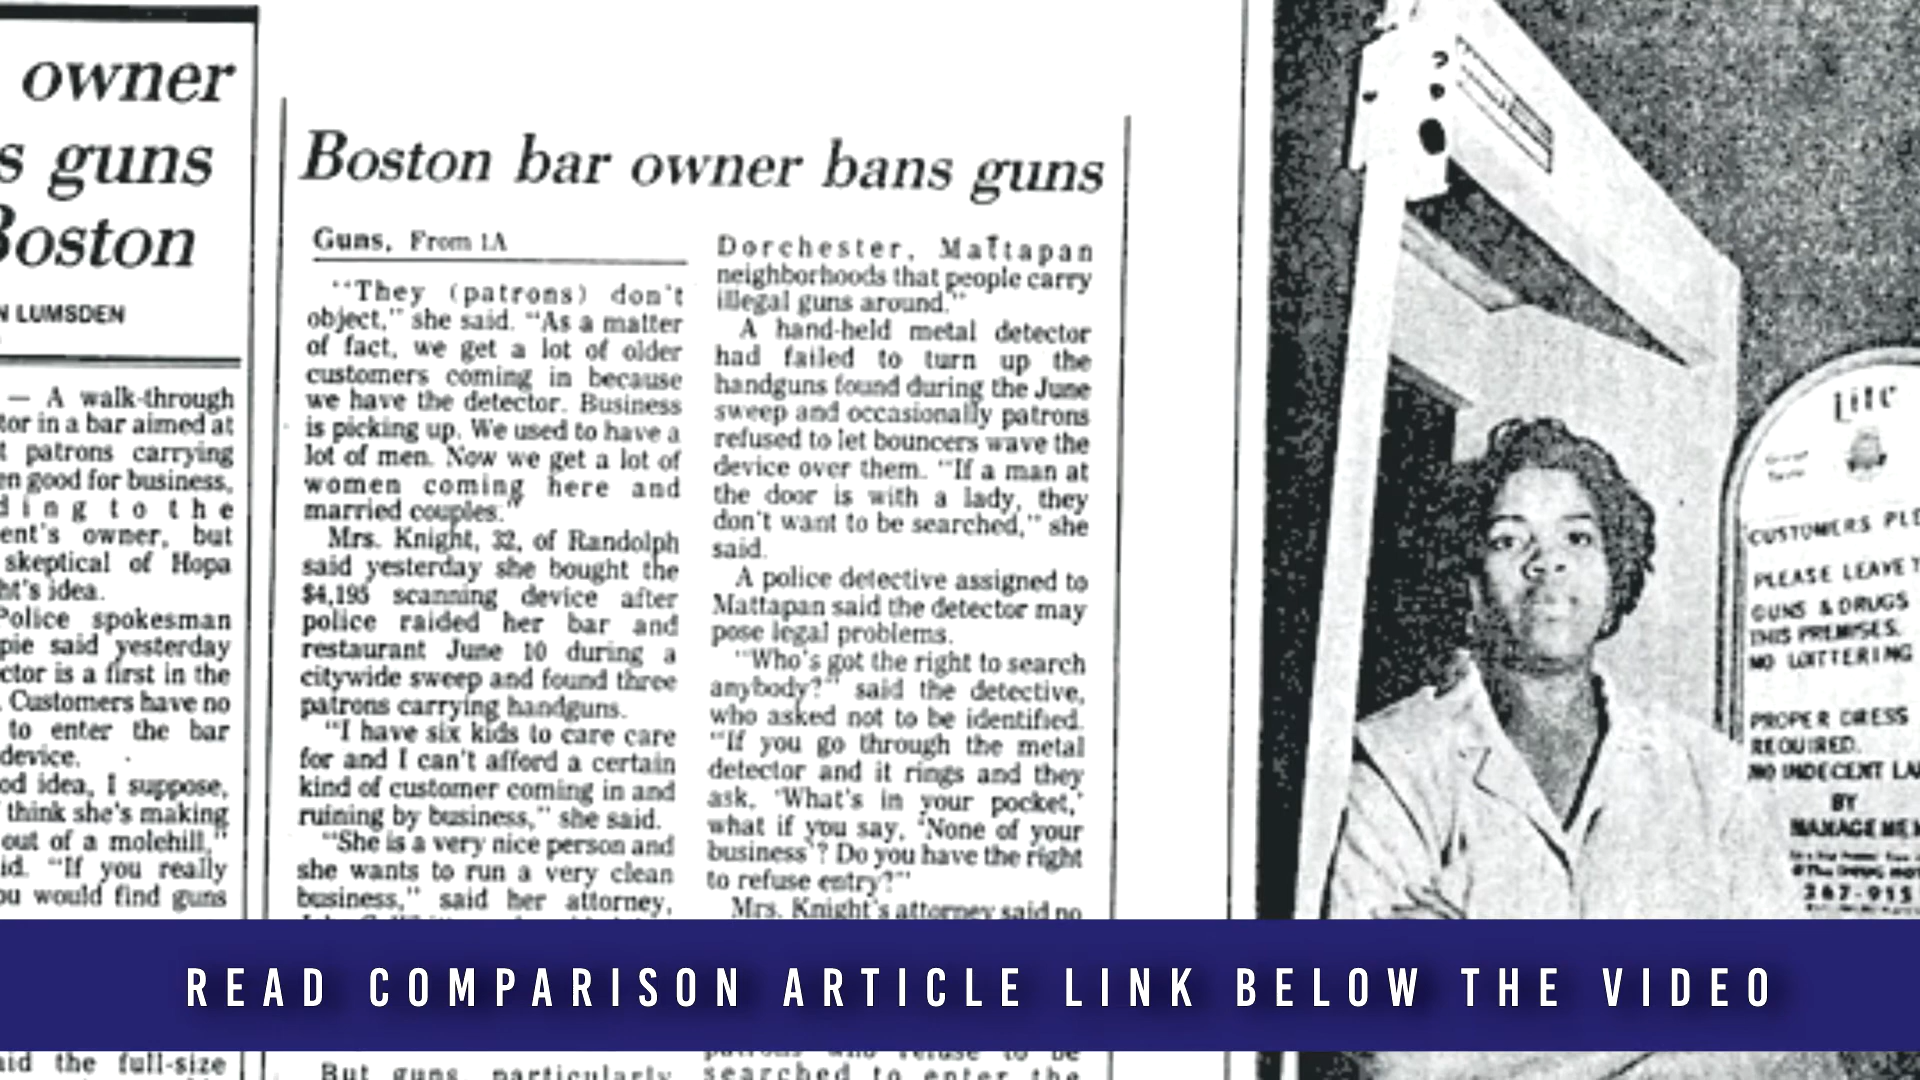 owner
s guns
Boston
N LUMSDEN
— A walk-through
tor in a bar aimed at
t patrons carrying
en good for business,
ding to the
ent's owner, but
skeptical of Hopa
ht's idea.
Police spokesman
pie said yesterday
ctor is a first in the
. Customers have no
to enter the bar
device.
od idea, I suppose,
think she's making
out of a molehill,"
id. "If you really
ou would find guns
aid the full-size
Boston bar owner bans guns
Guns, From 1A
"They (patrons) don't
object," she said. "As a matter
of fact, we get a lot of older
customers coming in because
we have the detector. Business
is picking up. We used to have a
lot of men. Now we get a lot of
women coming here and
married couples."
Mrs. Knight, 32, of Randolph
said yesterday she bought the
$4,195 scanning device after
police raided her bar and
restaurant June 10 during a
citywide sweep and found three
patrons carrying handguns.
"I have six kids to care care
for and I can't afford a certain
kind of customer coming in and
ruining by business," she said.
"She is a very nice person and
she wants to run a very clean
business," said her attorney,
But guns, particularly
Dorchester, Mattapan
neighborhoods that people carry
illegal guns around."
A hand-held metal detector
had failed to turn up the
handguns found during the June
sweep and occasionally patrons
refused to let bouncers wave the
device over them. "If a man at
the door is with a lady, they
don't want to be searched," she
said.
A police detective assigned to
Mattapan said the detector may
pose legal problems.
"Who's got the right to search
anybody?" said the detective,
who asked not to be identified.
"If you go through the metal
detector and it rings and they
ask, 'What's in your pocket,'
what if you say, 'None of your
business'? Do you have the right
to refuse entry?"
Mrs. Knight's attorney said no
patrons who refuse to be
searched to enter the
Lite
CUSTOMERS PLE
PLEASE LEAVE
GUNS & DRUGS
THIS PREMISES.
NO LOITTERING
PROPER DRESS
REQUIRED.
NO INDECENT LA
BY
MANAGEMEN
267-915
READ COMPARISON ARTICLE LINK BELOW THE VIDEO